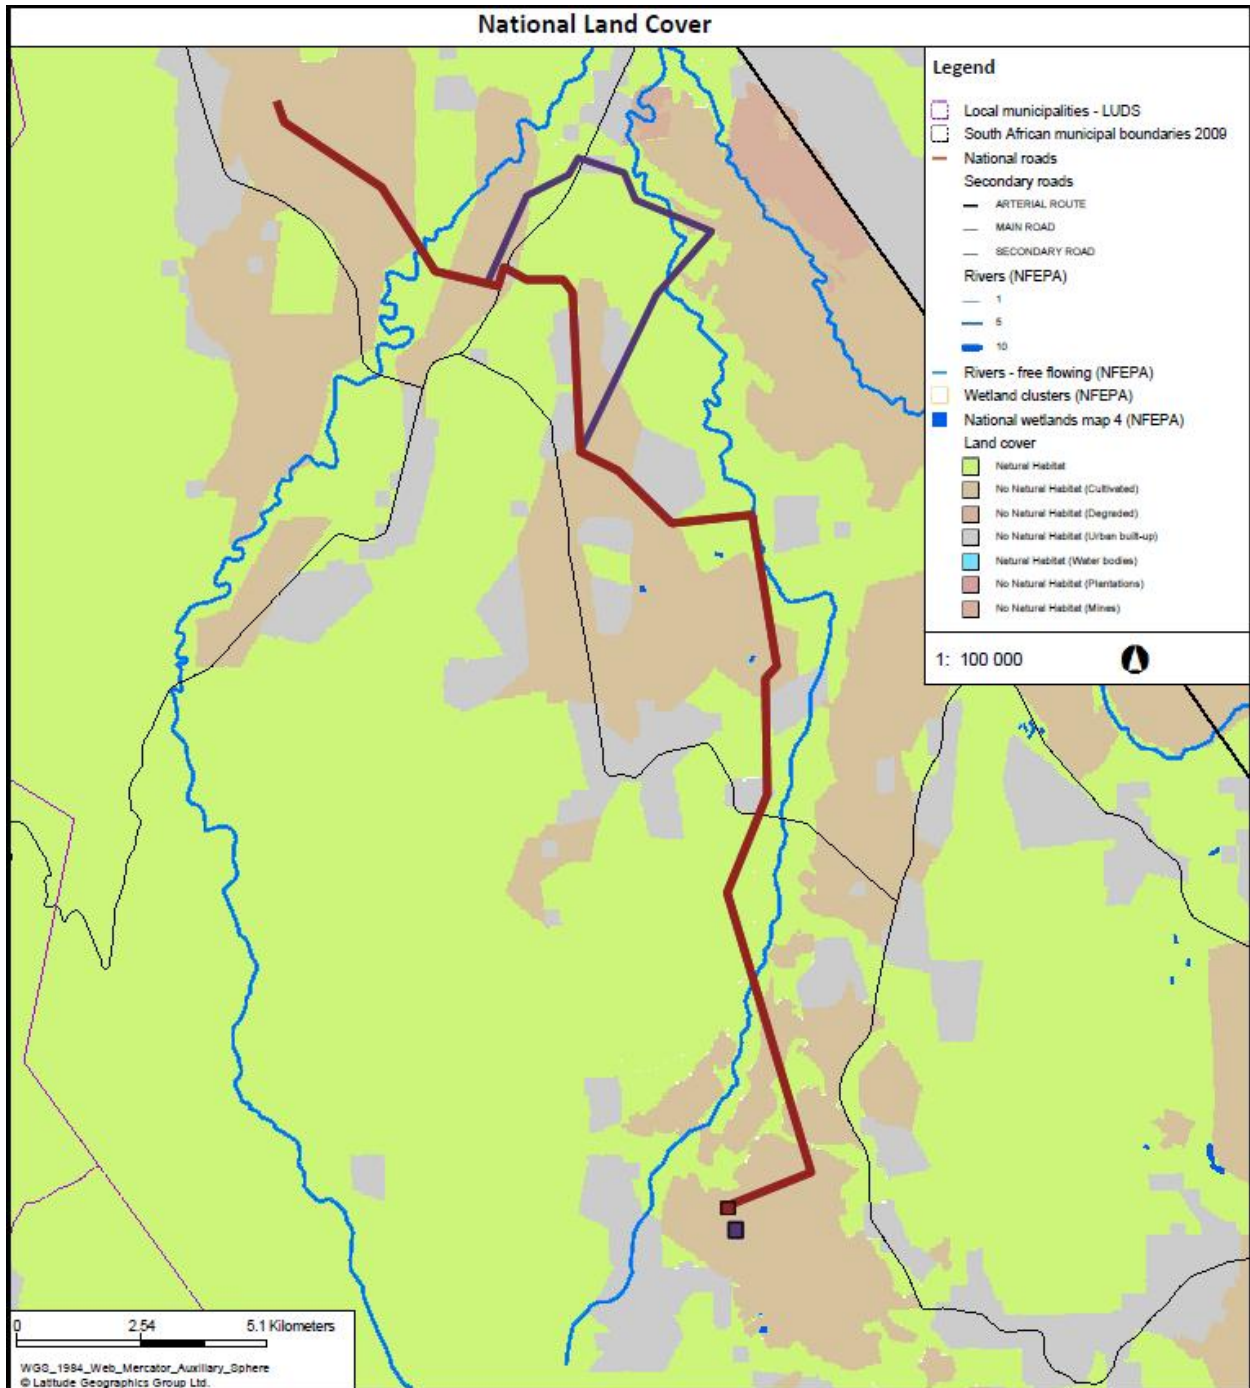 National Land Cover
Legend
Local municipalities - LUDS
South African municipal boundaries 2009
National roads
Secondary roads
ARTERIAL ROUTE
MAIN ROAD
SECONDARY ROAD
Rivers (NFEPA)
1
5
10
Rivers - free flowing (NFEPA)
Wetland clusters (NFEPA)
National wetlands map 4 (NFEPA)
Land cover
Natural Habitat
No Natural Habitat (Cultivated)
No Natural Habitat (Degraded)
No Natural Habitat (Urban built-up)
Natural Habitat (Water bodies)
No Natural Habitat (Plantations)
No Natural Habitat (Mines)
1: 100 000
0 2.54 5.1 Kilometers
WGS_1984_Web_Mercator_Auxiliary_Sphere
© Latitude Geographics Group Ltd.